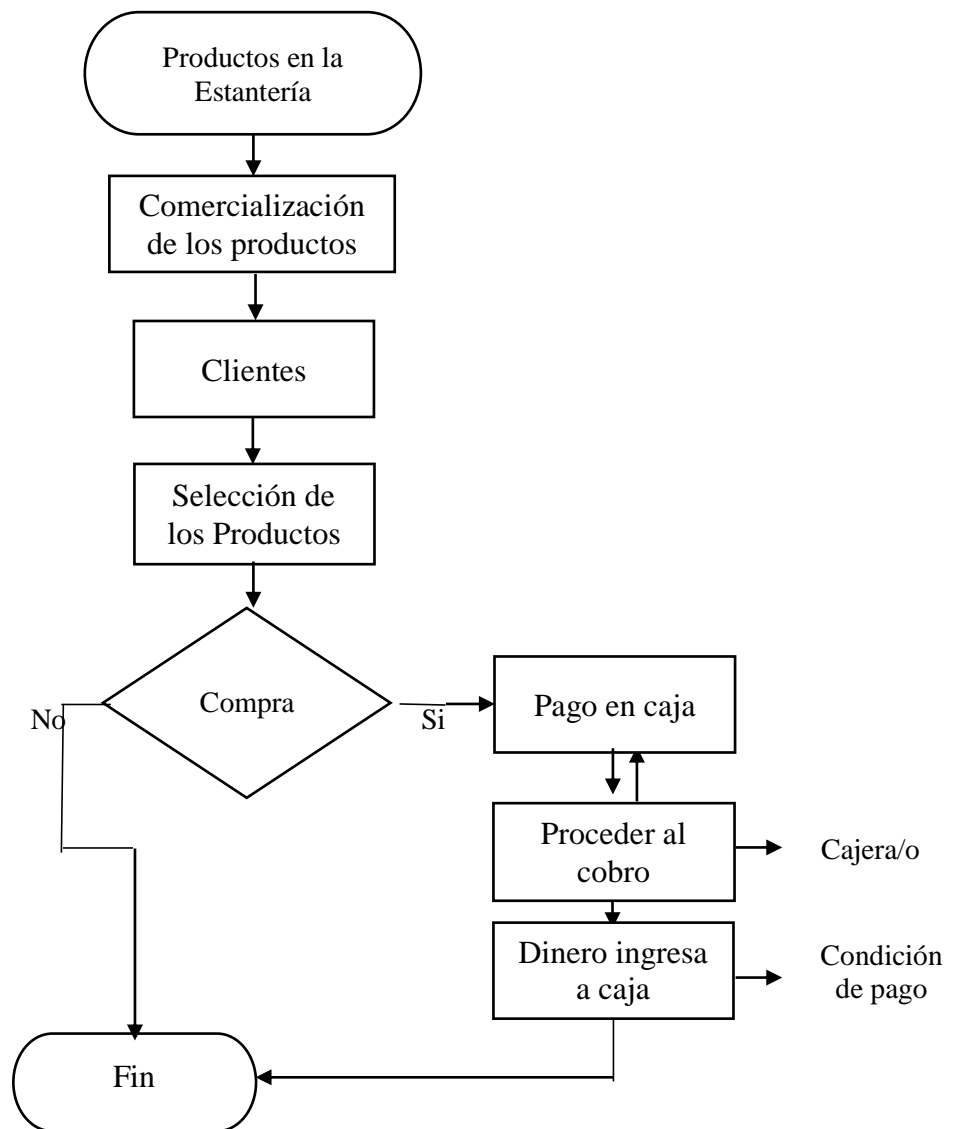 Productos en la
Estantería
Comercialización
de los productos
Clientes
Selección de
los Productos
Compra
No
Si
Pago en caja
Proceder al
cobro
Cajera/o
Dinero ingresa
a caja
Condición
de pago
Fin